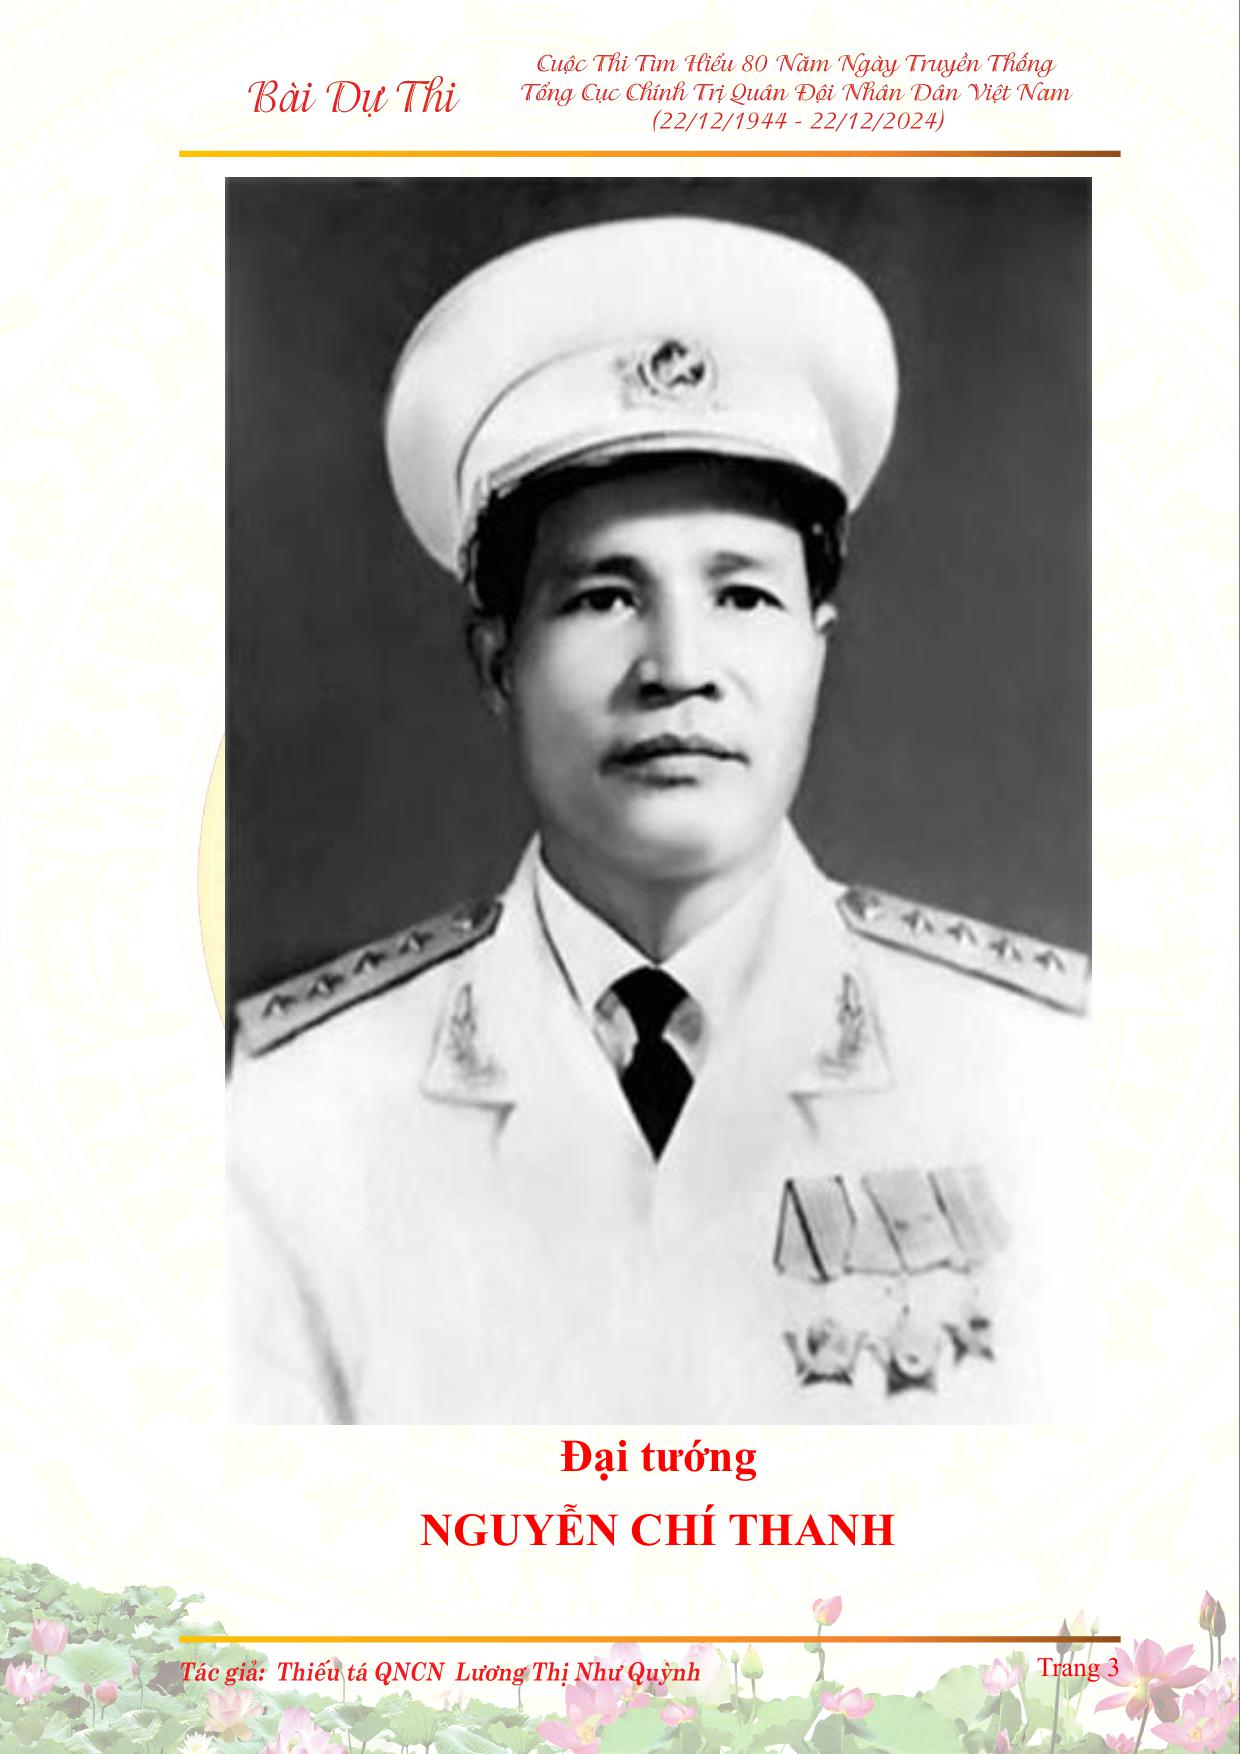 Bài Dự Thi
Cuộc Thi Tìm Hiểu 80 Năm Ngày Truyền Thống
Tổng Cục Chính Trị Quân Đội Nhân Dân Việt Nam
(22/12/1944 - 22/12/2024)
Đại tướng
NGUYỄN CHÍ THANH
Tác giả: Thiếu tá QNCN Lương Thị Như Quỳnh
Trang 3